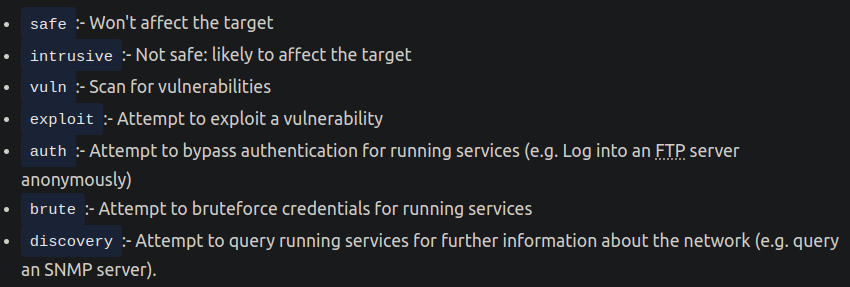 • safe :- Won't affect the target
• intrusive :- Not safe: likely to affect the target
• vuln :- Scan for vulnerabilities
• exploit :- Attempt to exploit a vulnerability
• auth :- Attempt to bypass authentication for running services (e.g. Log into an FTP server
anonymously)
• brute :- Attempt to bruteforce credentials for running services
• discovery :- Attempt to query running services for further information about the network (e.g. query
an SNMP server).